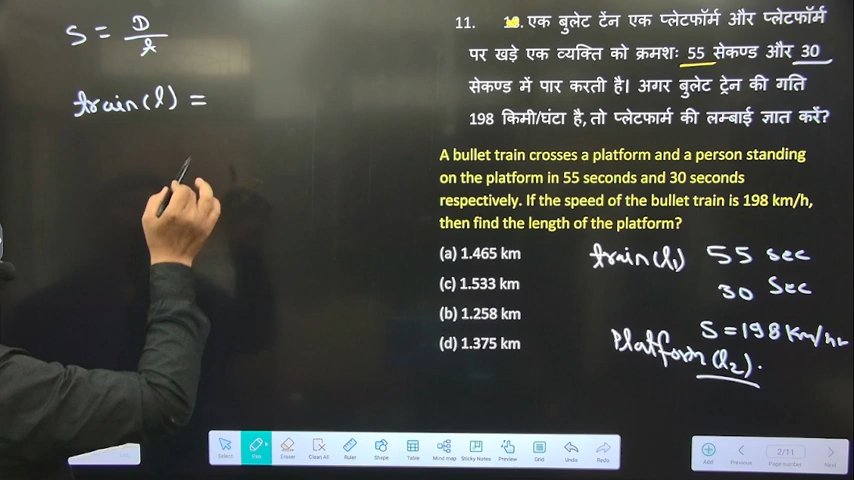 S = D/t
train(l) =
11. 10. एक बुलेट टेंन एक प्लेटफॉर्म और प्लेटफॉर्म
पर खड़े एक व्यक्ति को क्रमशः 55 सेकण्ड और 30
सेकण्ड में पार करती है। अगर बुलेट ट्रेन की गति
198 किमी/घंटा है, तो प्लेटफार्म की लम्बाई ज्ञात करें?
A bullet train crosses a platform and a person standing
on the platform in 55 seconds and 30 seconds
respectively. If the speed of the bullet train is 198 km/h,
then find the length of the platform?
(a) 1.465 km
(c) 1.533 km
(b) 1.258 km
(d) 1.375 km
train(l₁) 55 sec
30 Sec
S = 198 Km/hr
Platform(l₂).
Select Pen Eraser Clean All Ruler Shape Table Mind map Sticky Notes Preview Grid Undo Redo
Add Previous 2/11 Page number Next